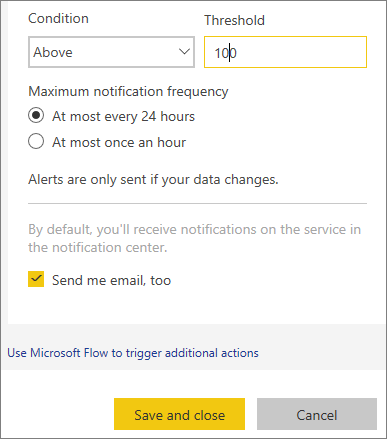 Condition Threshold
Above 100
Maximum notification frequency
At most every 24 hours
At most once an hour
Alerts are only sent if your data changes.
By default, you'll receive notifications on the service in
the notification center.
Send me email, too
Use Microsoft Flow to trigger additional actions
Save and close Cancel